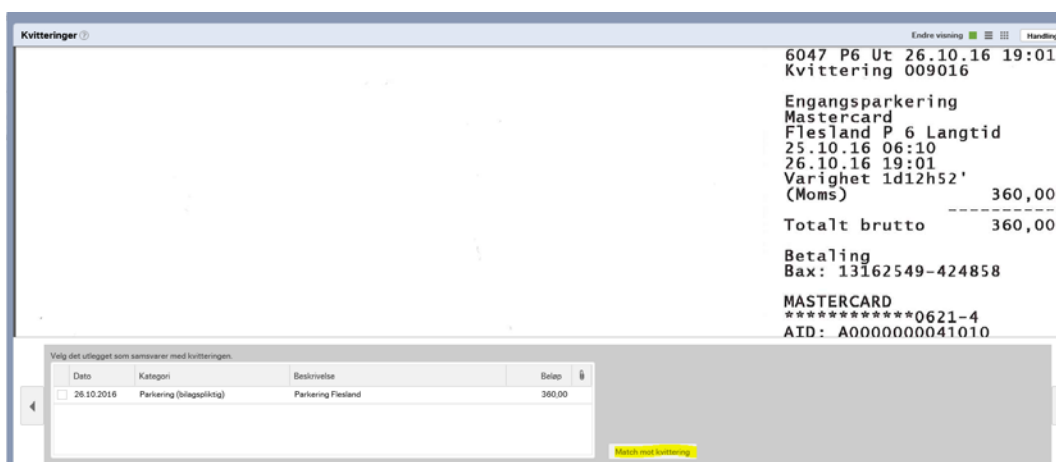 Kvitteringer
Endre visning
Handling
6047 P6 Ut 26.10.16 19:01
Kvittering 009016
Engangsparkering
Mastercard
Flesland P 6 Langtid
25.10.16 06:10
26.10.16 19:01
Varighet 1d12h52'
(Moms) 360,00
Totalt brutto 360,00
Betaling
Bax: 13162549-424858
MASTERCARD
************0621-4
AID: A0000000041010
Velg det utlegget som samsvarer med kvitteringen.
Dato Kategori Beskrivelse Beløp
26.10.2016 Parkering (bilagspliktig) Parkering Flesland 360,00
Match mot kvittering